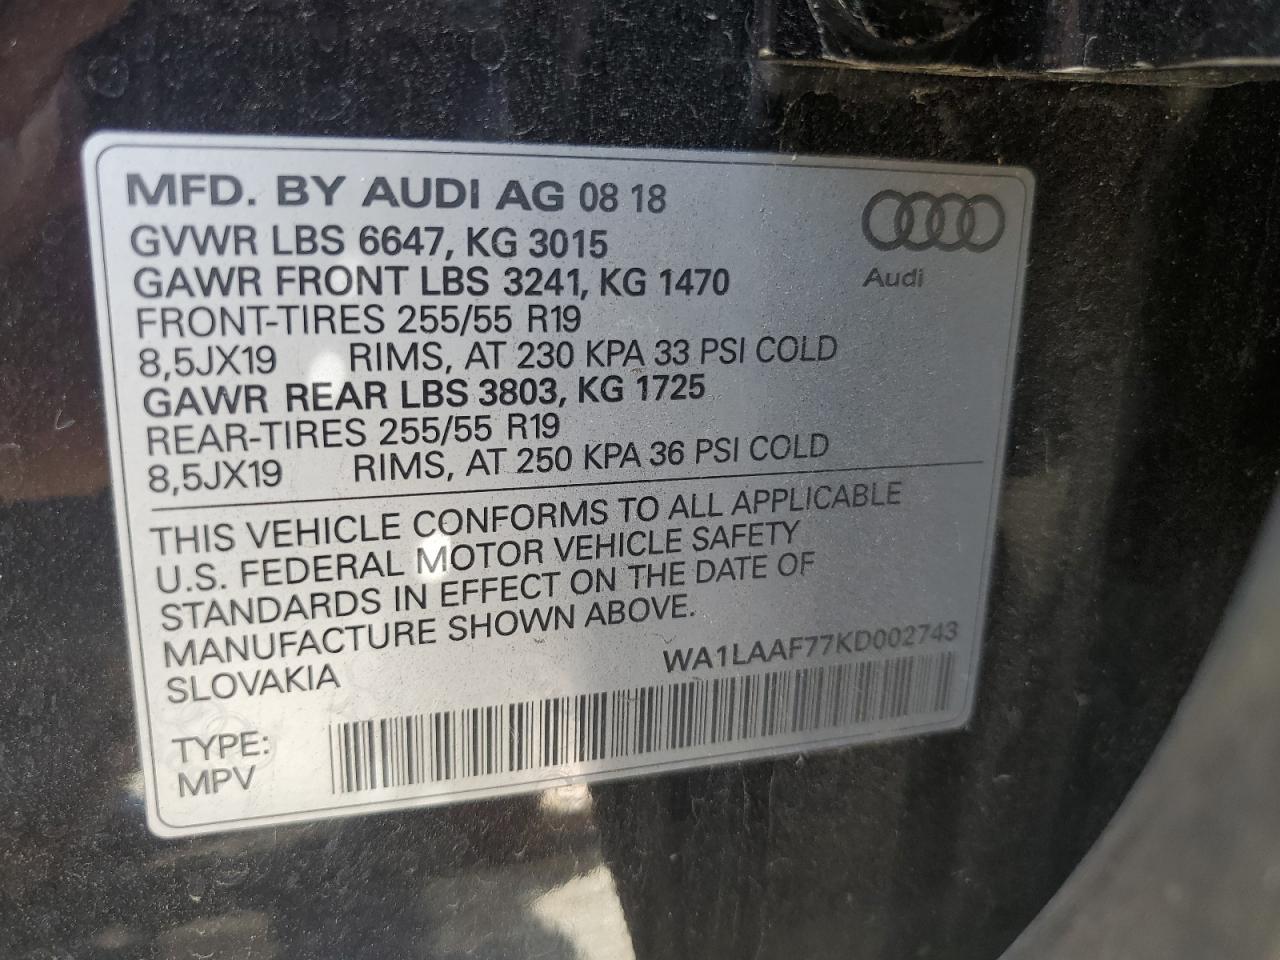 MFD. BY AUDI AG 08 18
GVWR LBS 6647, KG 3015
GAWR FRONT LBS 3241, KG 1470
FRONT-TIRES 255/55 R19
8,5JX19 RIMS, AT 230 KPA 33 PSI COLD
GAWR REAR LBS 3803, KG 1725
REAR-TIRES 255/55 R19
8,5JX19 RIMS, AT 250 KPA 36 PSI COLD
Audi
THIS VEHICLE CONFORMS TO ALL APPLICABLE
U.S. FEDERAL MOTOR VEHICLE SAFETY
STANDARDS IN EFFECT ON THE DATE OF
MANUFACTURE SHOWN ABOVE.
SLOVAKIA
WA1LAAF77KD002743
TYPE:
MPV